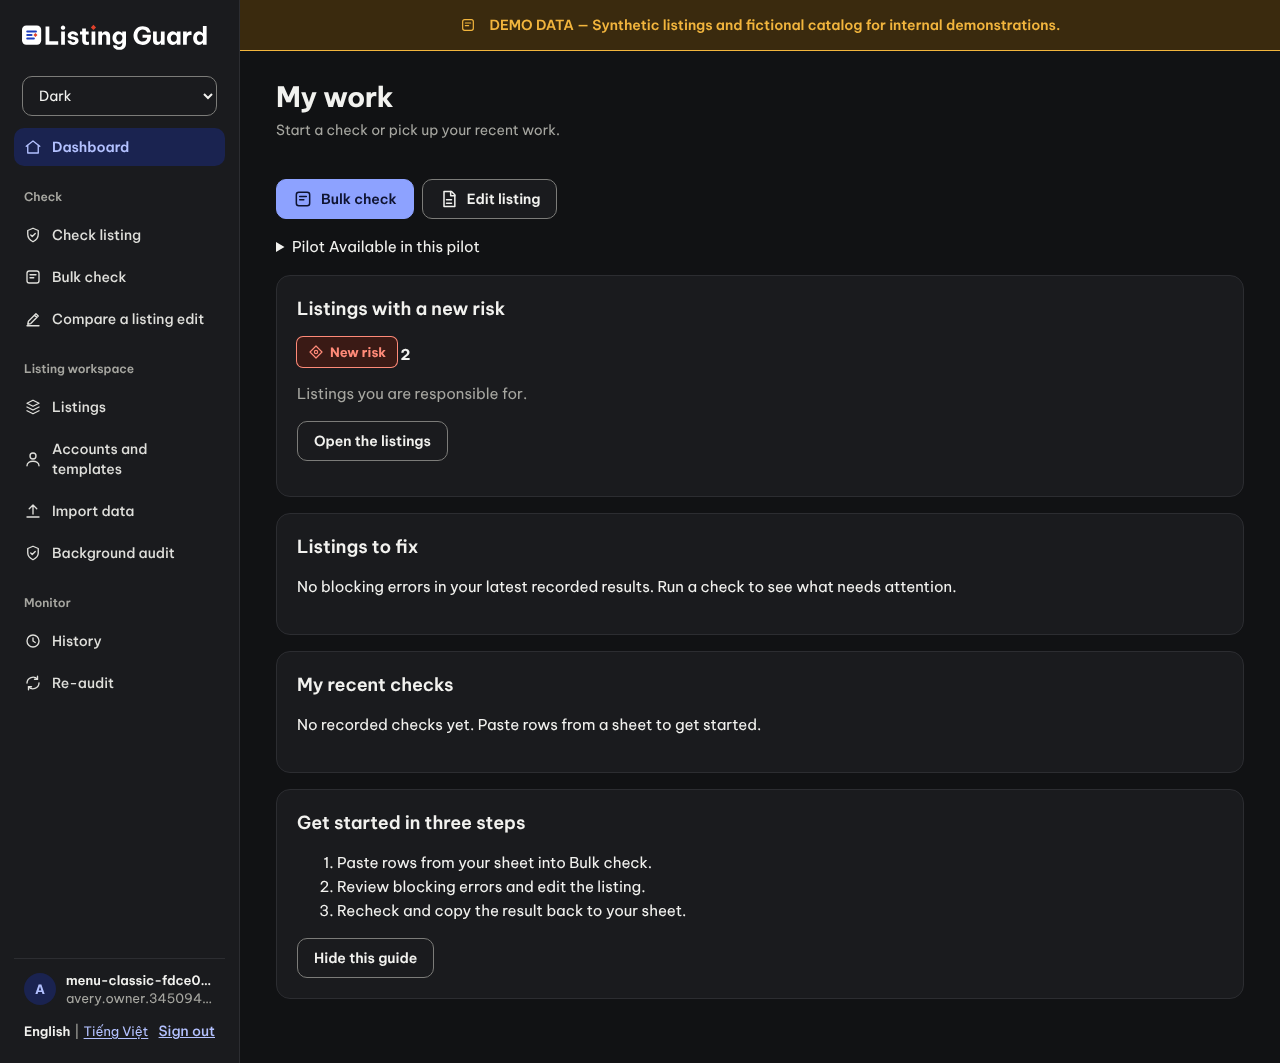 Listing Guard
Dark
Dashboard
Check
Check listing
Bulk check
Compare a listing edit
Listing workspace
Listings
Accounts and
templates
Import data
Background audit
Monitor
History
Re-audit
A
menu-classic-fdce0...
avery.owner.345094...
English | Tiếng Việt Sign out
DEMO DATA — Synthetic listings and fictional catalog for internal demonstrations.
My work
Start a check or pick up your recent work.
Bulk check
Edit listing
Pilot Available in this pilot
Listings with a new risk
New risk 2
Listings you are responsible for.
Open the listings
Listings to fix
No blocking errors in your latest recorded results. Run a check to see what needs attention.
My recent checks
No recorded checks yet. Paste rows from a sheet to get started.
Get started in three steps
1. Paste rows from your sheet into Bulk check.
2. Review blocking errors and edit the listing.
3. Recheck and copy the result back to your sheet.
Hide this guide